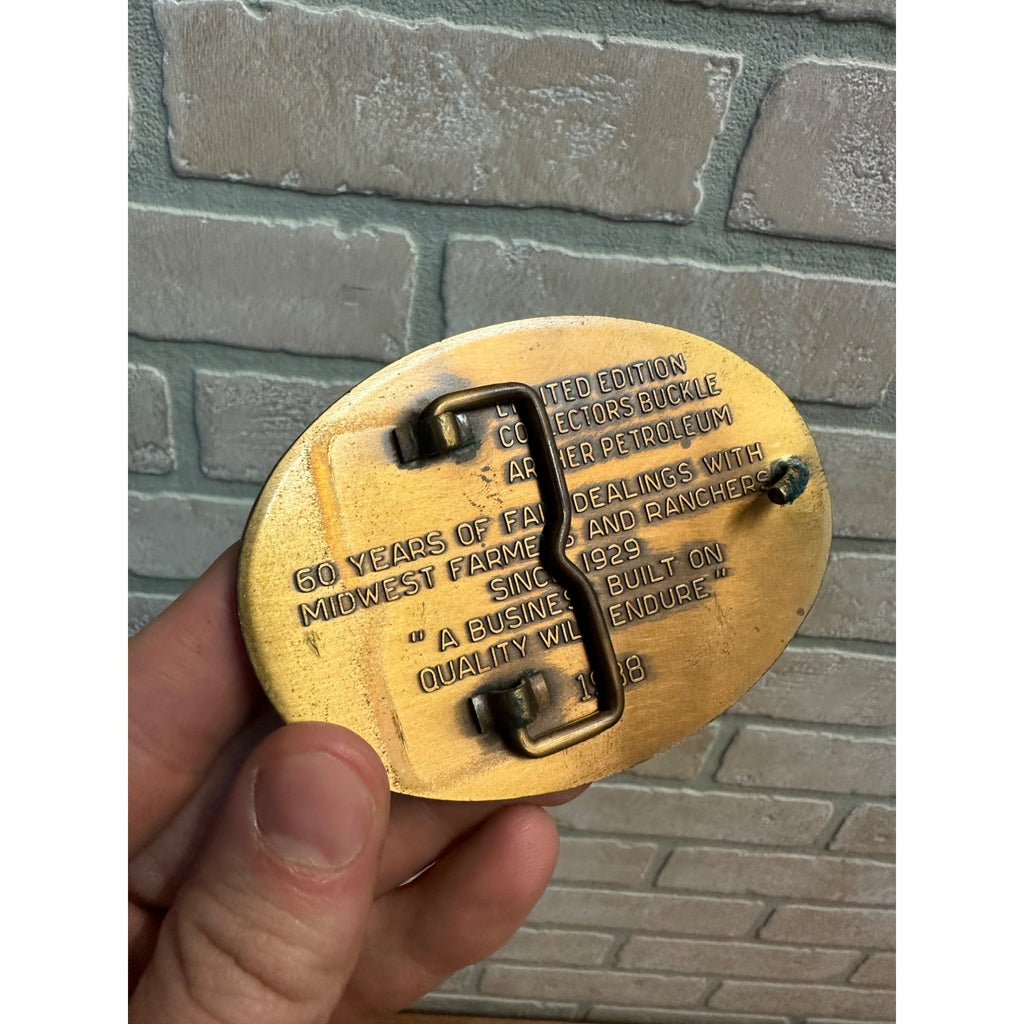 LIMITED EDITION
COLLECTORS BUCKLE
ARCHER PETROLEUM
60 YEARS OF FAIR DEALINGS WITH
MIDWEST FARMERS AND RANCHERS
SINCE 1929
" A BUSINESS BUILT ON
QUALITY WILL ENDURE "
1988